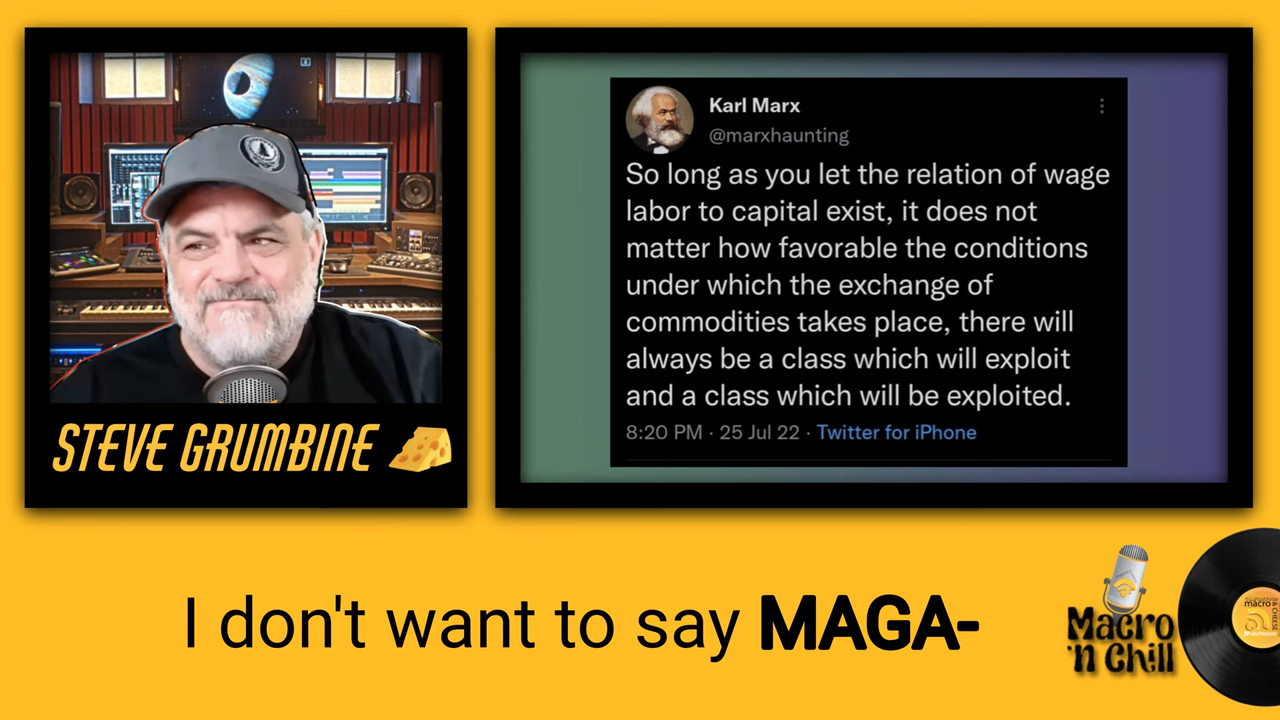 STEVE GRUMBINE
Karl Marx
@marxhaunting
So long as you let the relation of wage
labor to capital exist, it does not
matter how favorable the conditions
under which the exchange of
commodities takes place, there will
always be a class which will exploit
and a class which will be exploited.
8:20 PM · 25 Jul 22 · Twitter for iPhone
I don't want to say MAGA-
Macro
'N Chill
macro